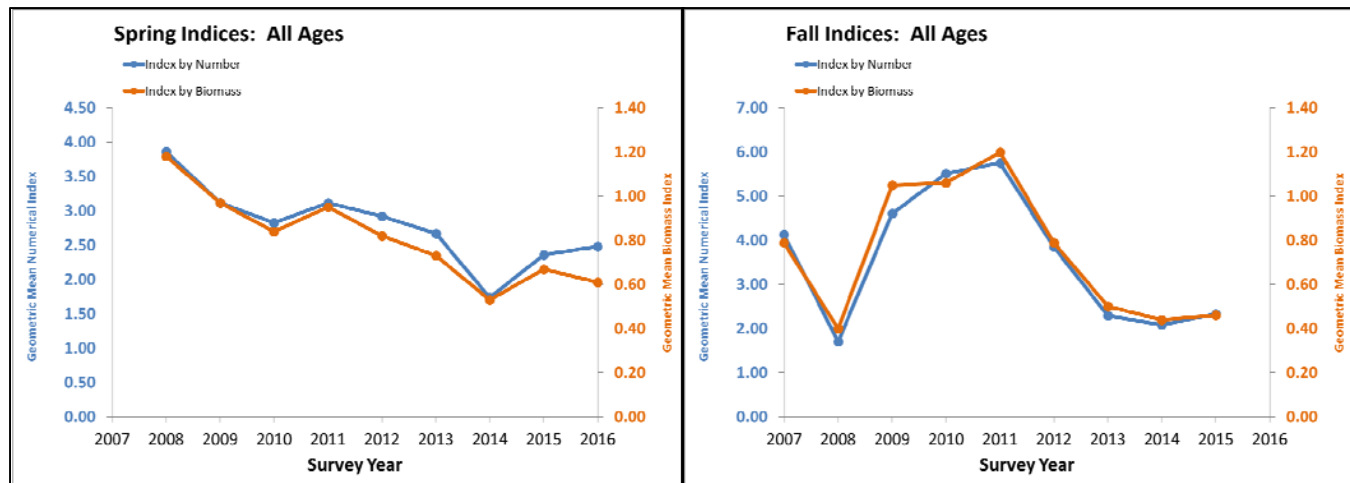 Spring Indices: All Ages
Index by Number
Index by Biomass
Geometric Mean Numerical Index
4.50
4.00
3.50
3.00
2.50
2.00
1.50
1.00
0.50
0.00
1.40
1.20
1.00
0.80
0.60
0.40
0.20
0.00
Geometric Mean Biomass Index
2007 2008 2009 2010 2011 2012 2013 2014 2015 2016
Survey Year
Fall Indices: All Ages
Index by Number
Index by Biomass
Geometric Mean Numerical Index
7.00
6.00
5.00
4.00
3.00
2.00
1.00
0.00
1.40
1.20
1.00
0.80
0.60
0.40
0.20
0.00
Geometric Mean Biomass Index
2007 2008 2009 2010 2011 2012 2013 2014 2015 2016
Survey Year